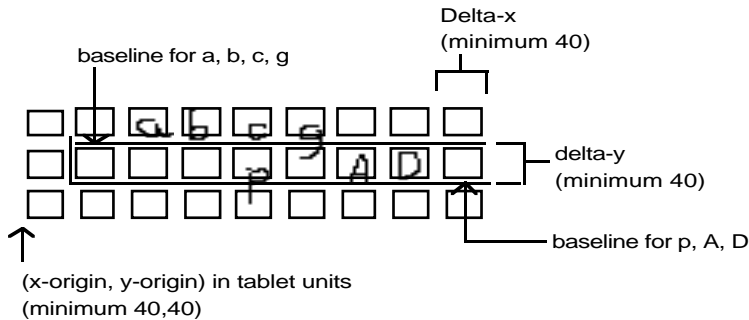 Delta-x
(minimum 40)
baseline for a, b, c, g
a b c g
delta-y
(minimum 40)
p A D
baseline for p, A, D
(x-origin, y-origin) in tablet units
(minimum 40,40)